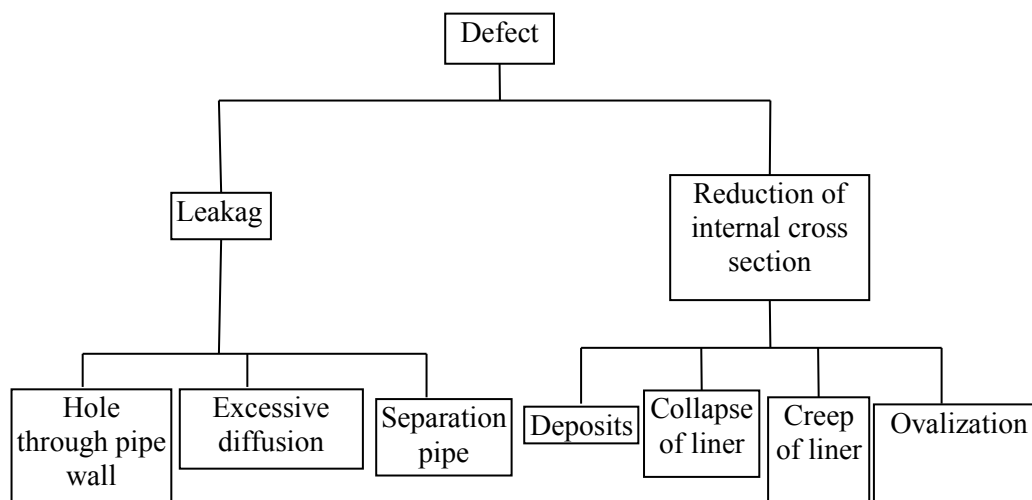 Defect
Leakag
Reduction of
internal cross
section
Hole
through pipe
wall
Excessive
diffusion
Separation
pipe
Deposits
Collapse
of liner
Creep
of liner
Ovalization